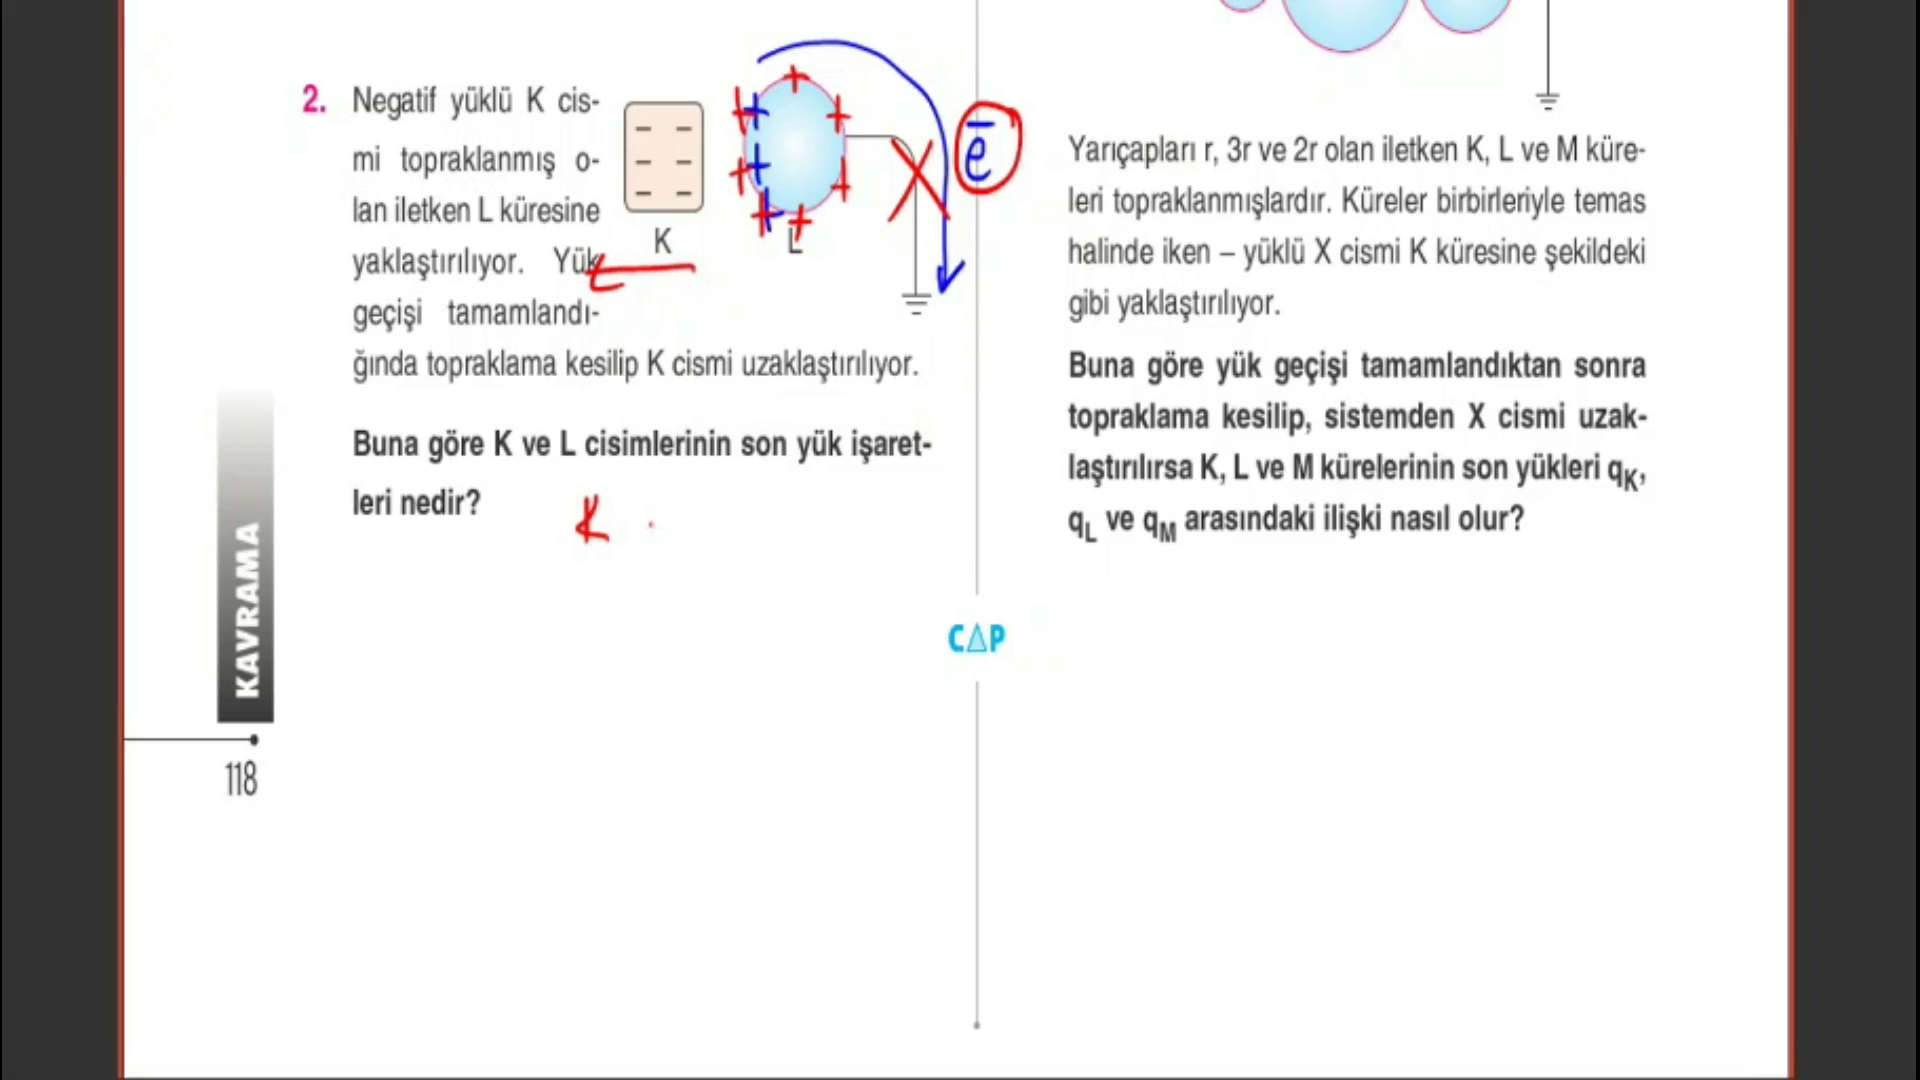 2. Negatif yüklü K cis-
mi topraklanmış o-
lan iletken L küresine
yaklaştırılıyor. Yük
geçişi tamamlandı-
ğında topraklama kesilip K cismi uzaklaştırılıyor.
Buna göre K ve L cisimlerinin son yük işaret-
leri nedir?
K
K
L
e
Yarıçapları r, 3r ve 2r olan iletken K, L ve M küre-
leri topraklanmışlardır. Küreler birbirleriyle temas
halinde iken – yüklü X cismi K küresine şekildeki
gibi yaklaştırılıyor.
Buna göre yük geçişi tamamlandıktan sonra
topraklama kesilip, sistemden X cismi uzak-
laştırılırsa K, L ve M kürelerinin son yükleri qK,
qL ve qM arasındaki ilişki nasıl olur?
CAP
KAVRAMA
118